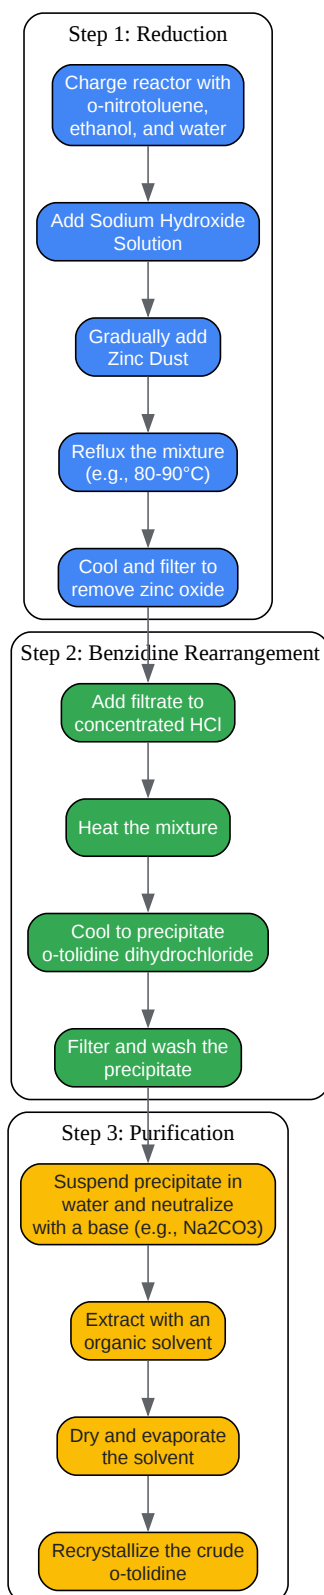 Step 1: Reduction
Charge reactor with
o-nitrotoluene,
ethanol, and water
Add Sodium Hydroxide
Solution
Gradually add
Zinc Dust
Reflux the mixture
(e.g., 80-90°C)
Cool and filter to
remove zinc oxide
Step 2: Benzidine Rearrangement
Add filtrate to
concentrated HCl
Heat the mixture
Cool to precipitate
o-tolidine dihydrochloride
Filter and wash the
precipitate
Step 3: Purification
Suspend precipitate in
water and neutralize
with a base (e.g., Na2CO3)
Extract with an
organic solvent
Dry and evaporate
the solvent
Recrystallize the crude
o-tolidine